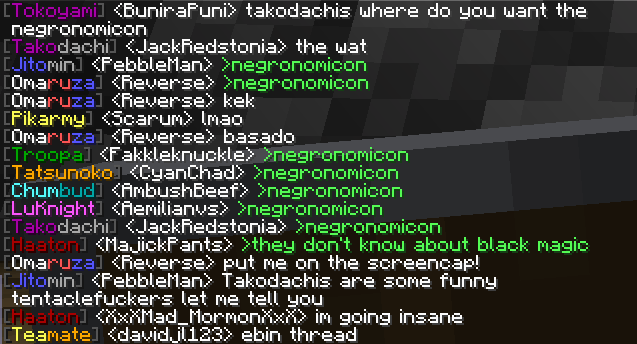 [Tokoyami] <BuniraPuni> takodachis where do you want the
negronomicon
[Takodachi] <JackRedstonia> the wat
[Jitomin] <PebbleMan> >negronomicon
[Omaruza] <Reverse> >negronomicon
[Omaruza] <Reverse> kek
[Pikarmy] <Scarum> lmao
[Omaruza] <Reverse> basado
[Troopa] <Fakkleknuckle> >negronomicon
[Tatsunoko] <CyanChad> >negronomicon
[Chumbud] <AmbushBeef> >negronomicon
[LuKnight] <Aemilianvs> >negronomicon
[Takodachi] <JackRedstonia> >negronomicon
[Haaton] <MajickPants> >they don't know about black magic
[Omaruza] <Reverse> put me on the screencap!
[Jitomin] <PebbleMan> Takodachis are some funny
tentaclefuckers let me tell you
[Haaton] <XxXMad_MormonXxX> im going insane
[Teamate] <davidjl123> ebin thread